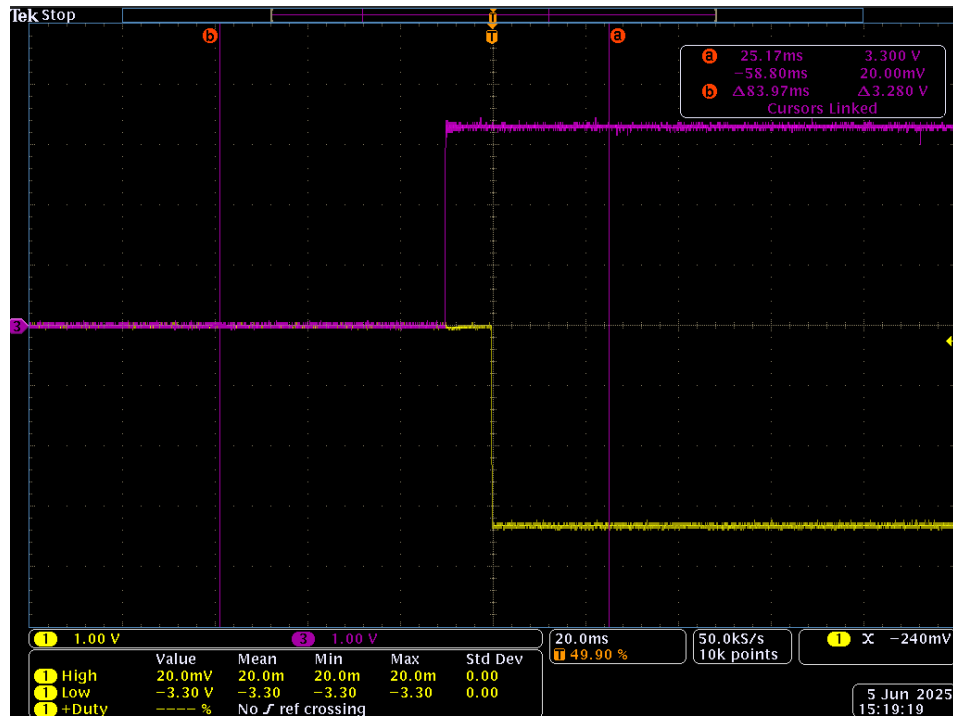 Tek Stop
T
b T a
a 25.17ms 3.300 V
−58.80ms 20.00mV
b Δ83.97ms Δ3.280 V
Cursors Linked
3
1 1.00 V 3 1.00 V
20.0ms 50.0kS/s 1 −240mV
T 49.90 % 10k points
Value Mean Min Max Std Dev
1 High 20.0mV 20.0m 20.0m 20.0m 0.00
1 Low −3.30 V −3.30 −3.30 −3.30 0.00
1 +Duty −−−− % No ref crossing
5 Jun 2025
15:19:19